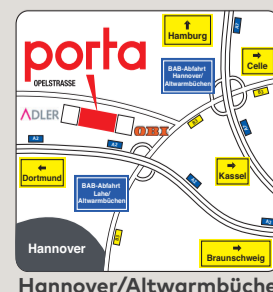 Hamburg
porta
Celle
OPELSTRASSE
BAB-Abfahrt
Hannover/
Altwarmbüchen
ADLER
OBI
A2
A2
A2
Dortmund
BAB-Abfahrt
Lahe/
Altwarmbüchen
Kassel
Hannover
Braunschweig
Hannover/Altwarmbüche